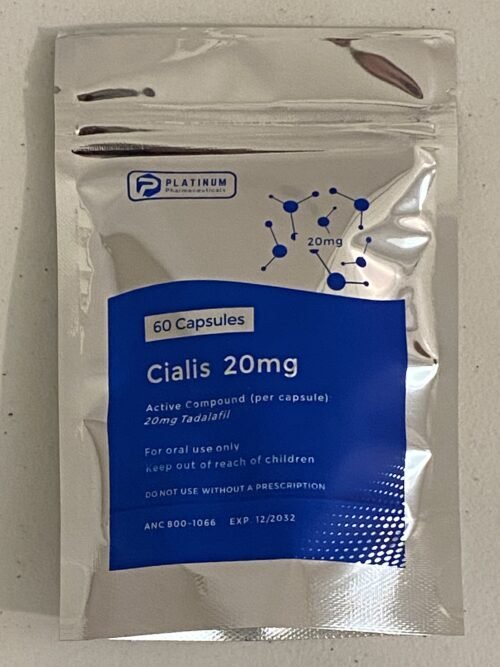 PLATINUM
Pharmaceuticals
20mg
60 Capsules
Cialis 20mg
Active Compound (per capsule):
20mg Tadalafil
For oral use only
Keep out of reach of children
DO NOT USE WITHOUT A PRESCRIPTION
ANC 800-1066 EXP. 12/2032